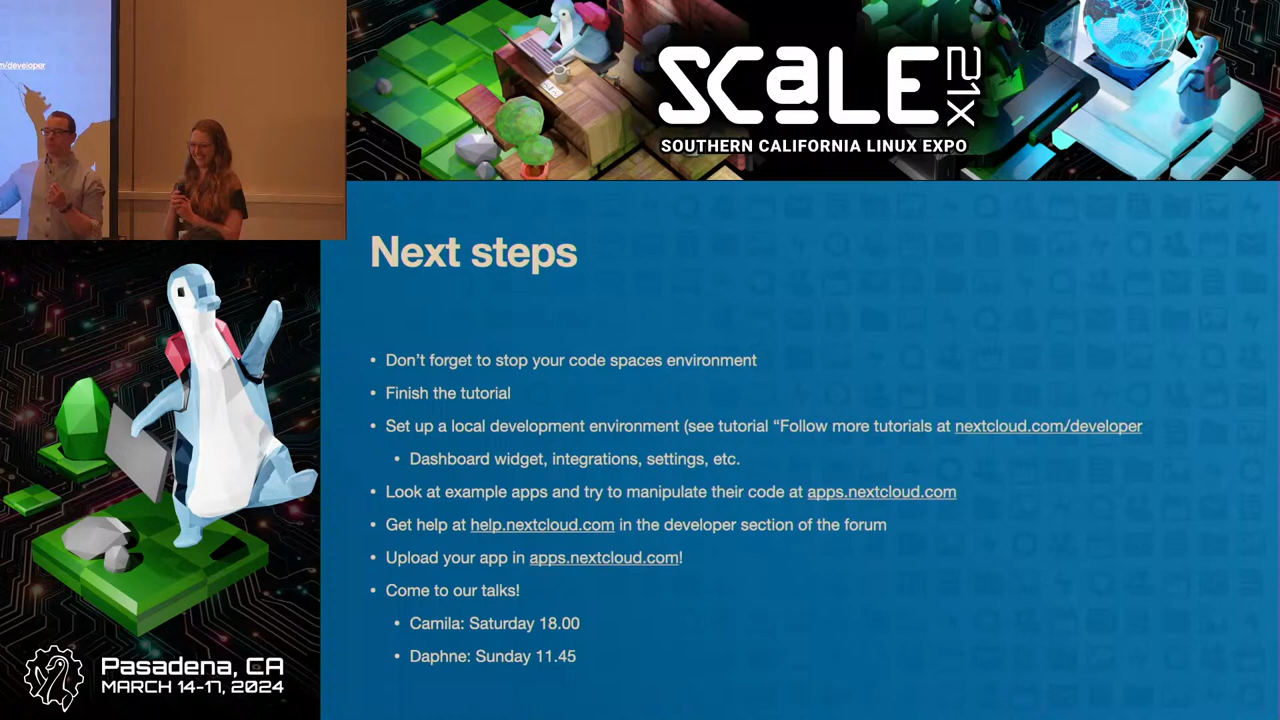 m/developer
SCALE 21X
SOUTHERN CALIFORNIA LINUX EXPO
Next steps
• Don’t forget to stop your code spaces environment
• Finish the tutorial
• Set up a local development environment (see tutorial “Follow more tutorials at nextcloud.com/developer
• Dashboard widget, integrations, settings, etc.
• Look at example apps and try to manipulate their code at apps.nextcloud.com
• Get help at help.nextcloud.com in the developer section of the forum
• Upload your app in apps.nextcloud.com!
• Come to our talks!
• Camila: Saturday 18.00
• Daphne: Sunday 11.45
Pasadena, CA
MARCH 14-17, 2024